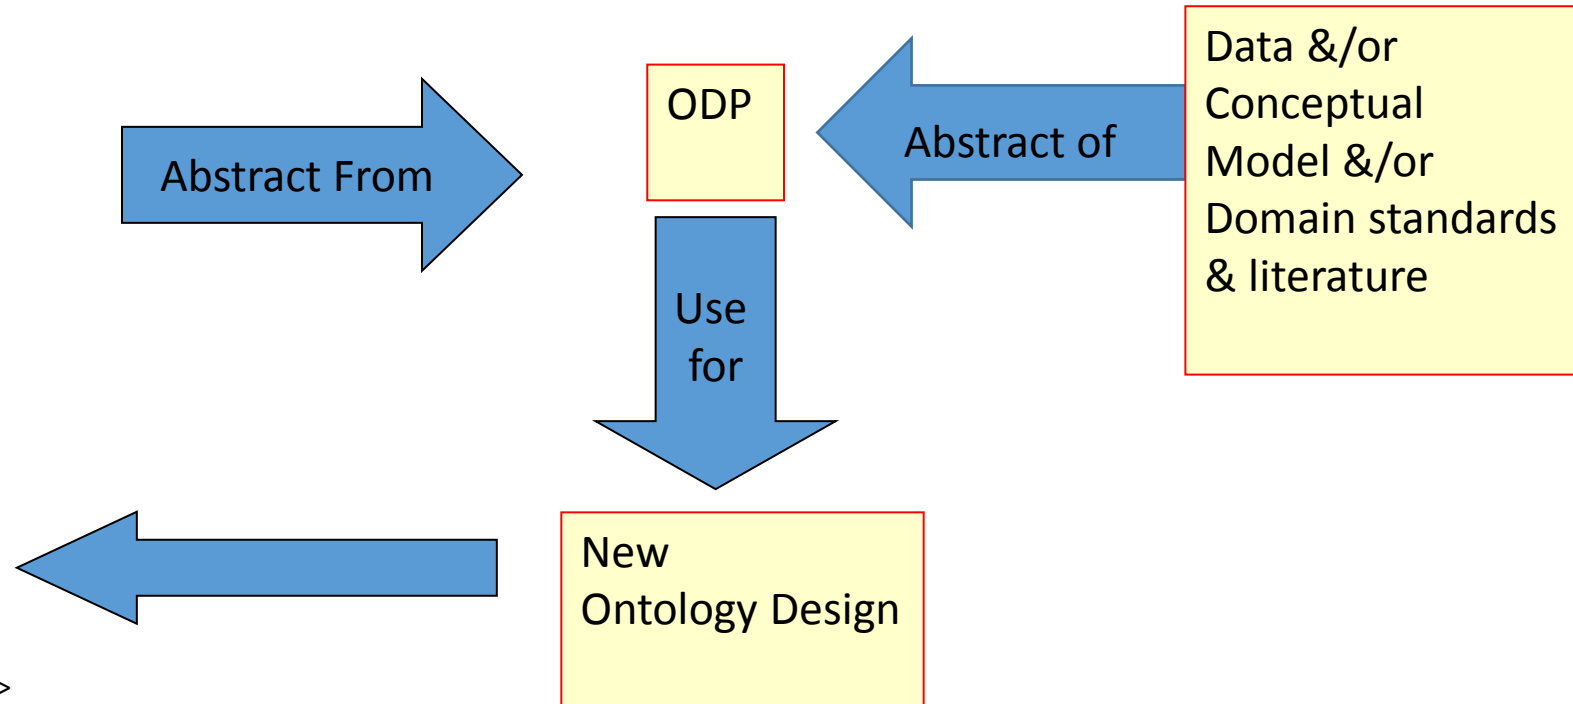 Abstract From
ODP
Abstract of
Data &/or
Conceptual
Model &/or
Domain standards
& literature
Use
for
New
Ontology Design
>